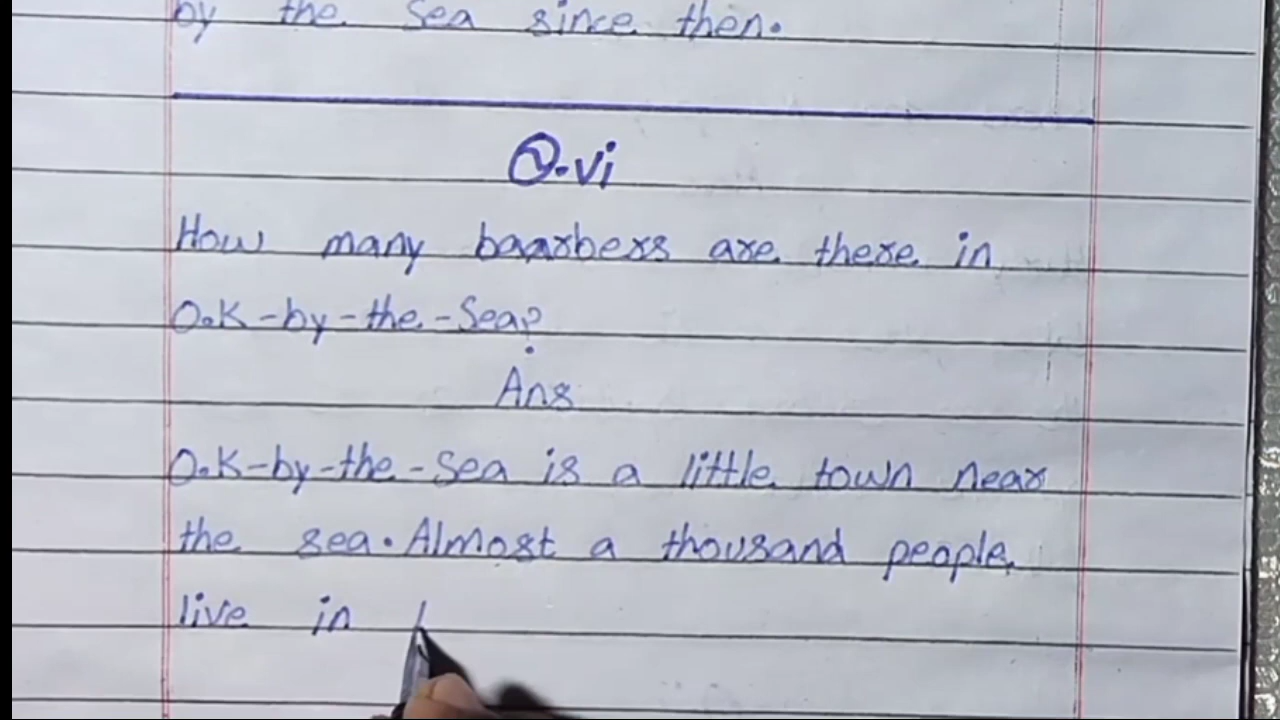 by the Sea since then.
Q.vi
How many baarbers are there in
O.K-by-the-Sea?
Ans
O.K-by-the-Sea is a little town near
the sea. Almost a thousand people
live in